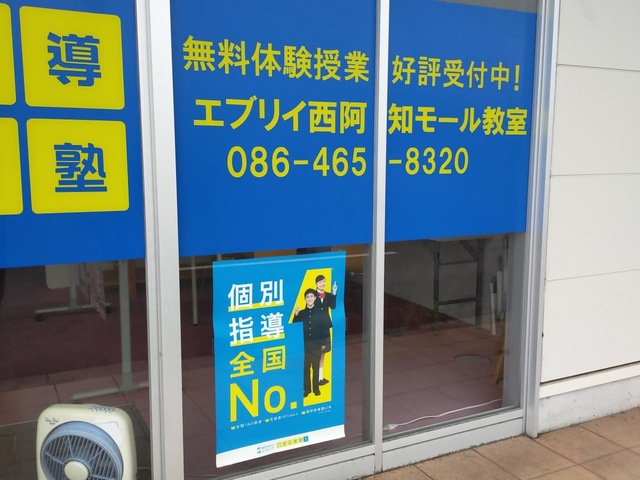 導
塾
無料体験授業 好評受付中!
エブリイ西阿知モール教室
086-465-8320
個別
指導
全国
No.1